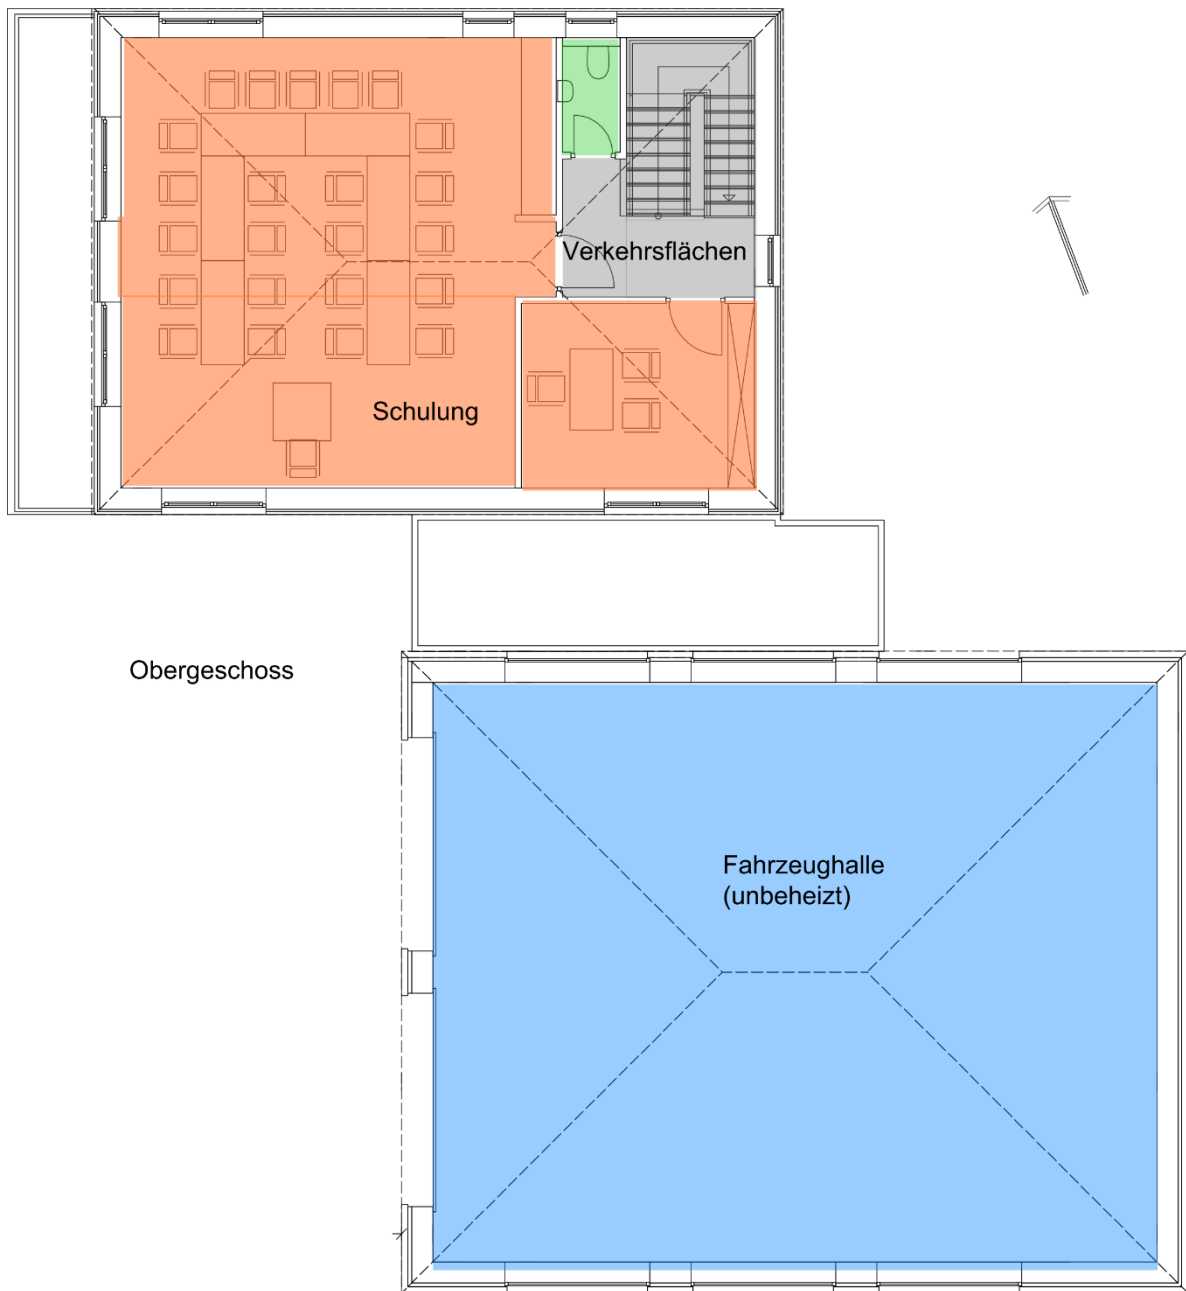 Verkehrsflächen
Schulung
Obergeschoss
Fahrzeughalle
(unbeheizt)